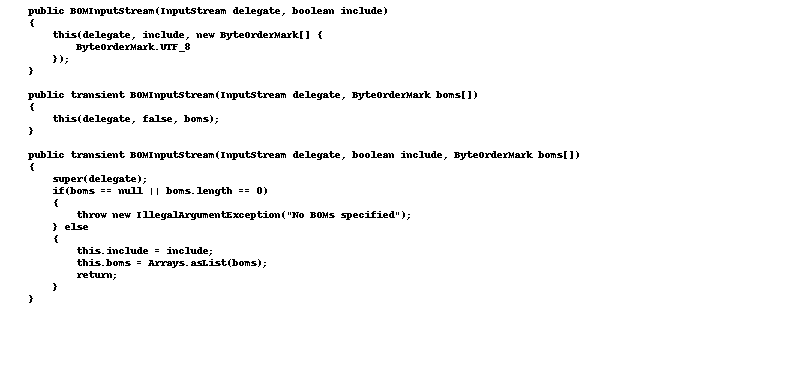 public BOMInputStream(InputStream delegate, boolean include)
{
    this(delegate, include, new ByteOrderMark[] {
        ByteOrderMark.UTF_8
    });
}

public transient BOMInputStream(InputStream delegate, ByteOrderMark boms[])
{
    this(delegate, false, boms);
}

public transient BOMInputStream(InputStream delegate, boolean include, ByteOrderMark boms[])
{
    super(delegate);
    if(boms == null || boms.length == 0)
    {
        throw new IllegalArgumentException("No BOMs specified");
    } else
    {
        this.include = include;
        this.boms = Arrays.asList(boms);
        return;
    }
}